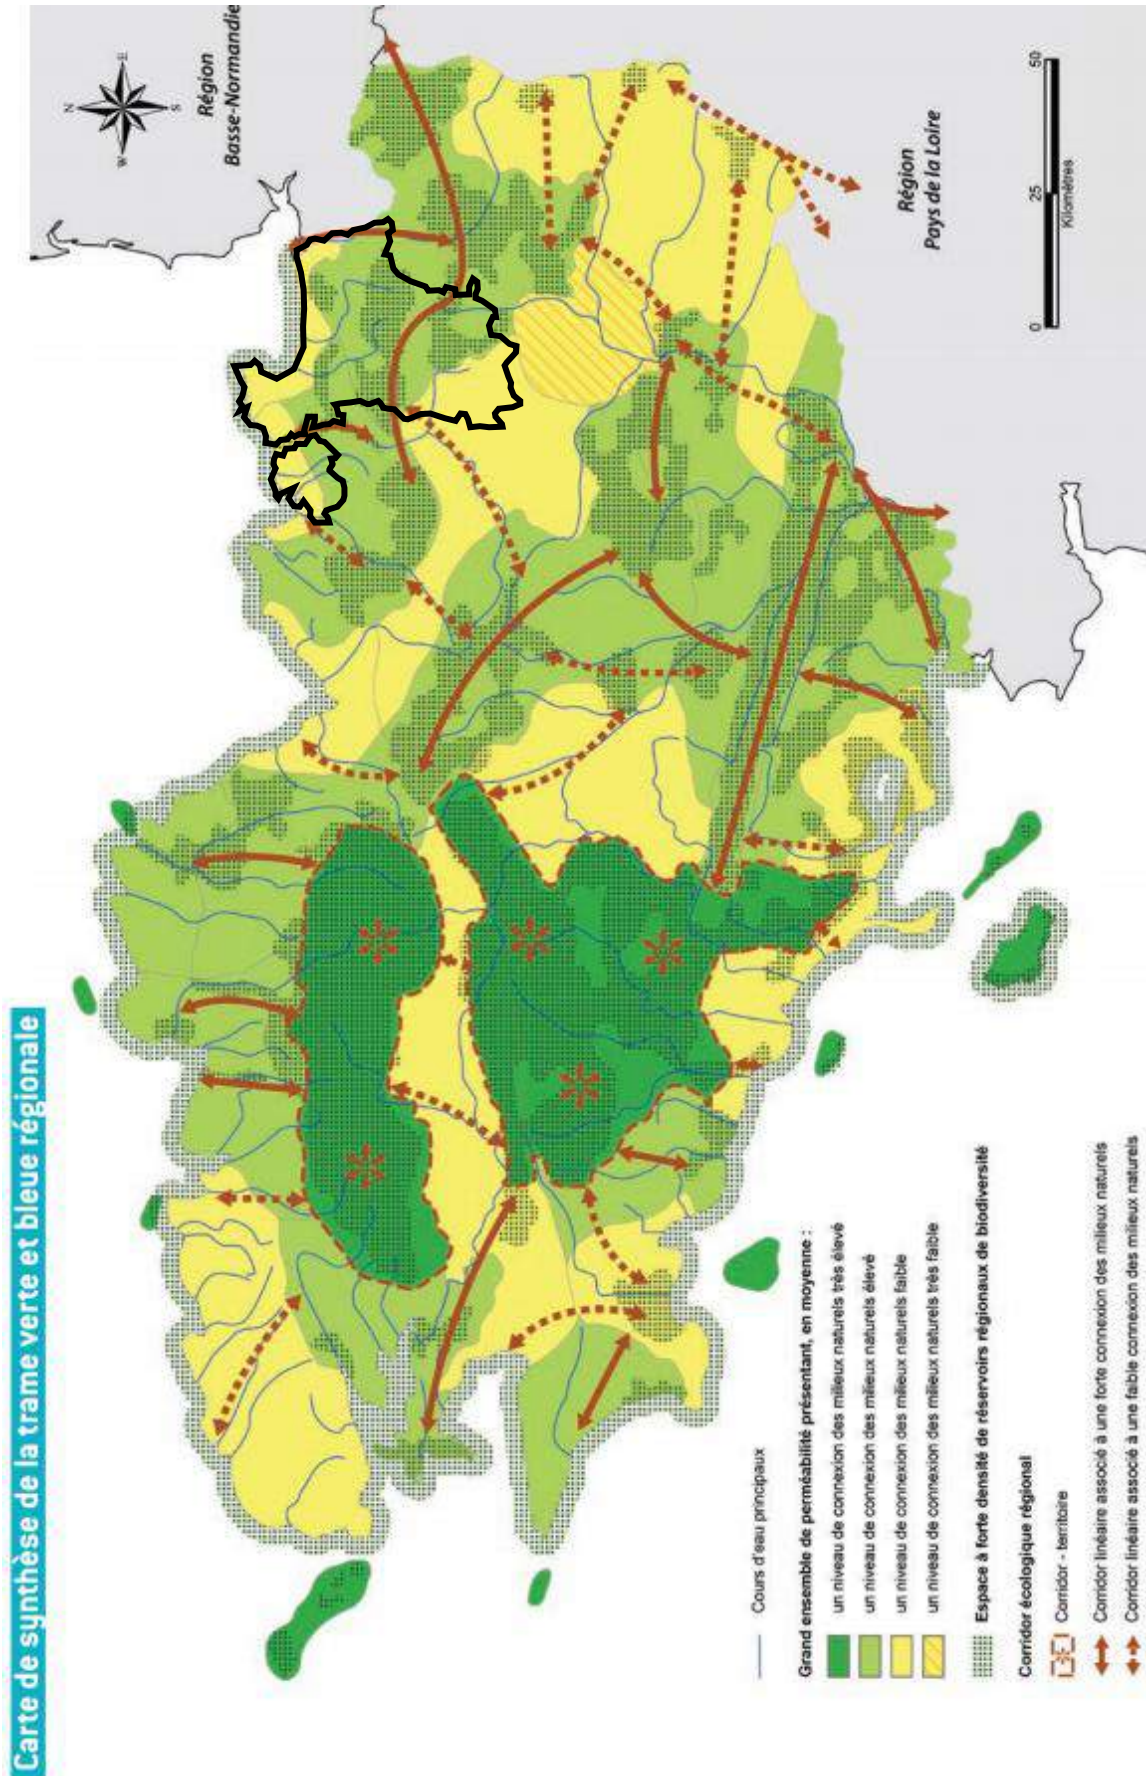 Carte de synthèse de la trame verte et bleue régionale
N
E
S
W
Région
Basse-Normandie
Région
Pays de la Loire
0
25
50
Kilomètres
Cours d'eau principaux
Grand ensemble de perméabilité présentant, en moyenne :
un niveau de connexion des milieux naturels très élevé
un niveau de connexion des milieux naturels élevé
un niveau de connexion des milieux naturels faible
un niveau de connexion des milieux naturels très faible
Espace à forte densité de réservoirs régionaux de biodiversité
Corridor écologique régional
Corridor - territoire
Corridor linéaire associé à une forte connexion des milieux naturels
Corridor linéaire associé à une faible connexion des milieux naturels